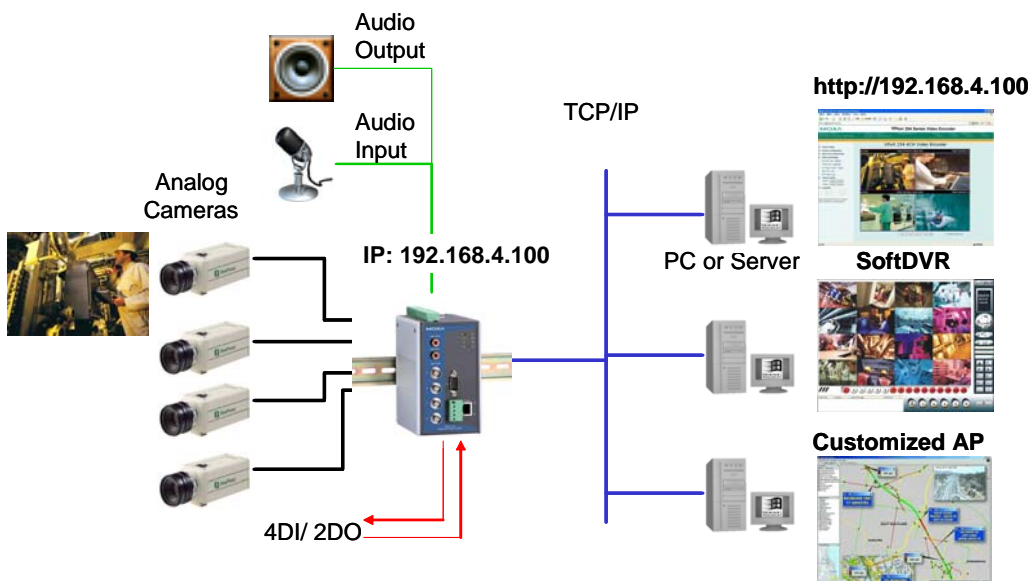 Audio
Output
Audio
Input
Analog
Cameras
IP: 192.168.4.100
TCP/IP
http://192.168.4.100
PC or Server
SoftDVR
Customized AP
4DI/ 2DO
MOXA